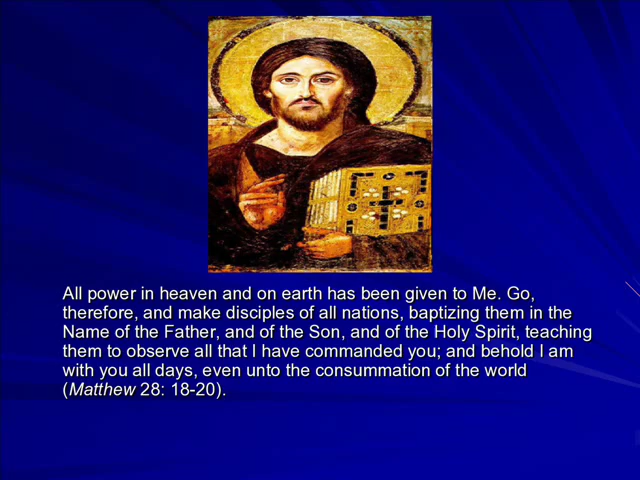 All power in heaven and on earth has been given to Me. Go,
therefore, and make disciples of all nations, baptizing them in the
Name of the Father, and of the Son, and of the Holy Spirit, teaching
them to observe all that I have commanded you; and behold I am
with you all days, even unto the consummation of the world
(Matthew 28: 18-20).